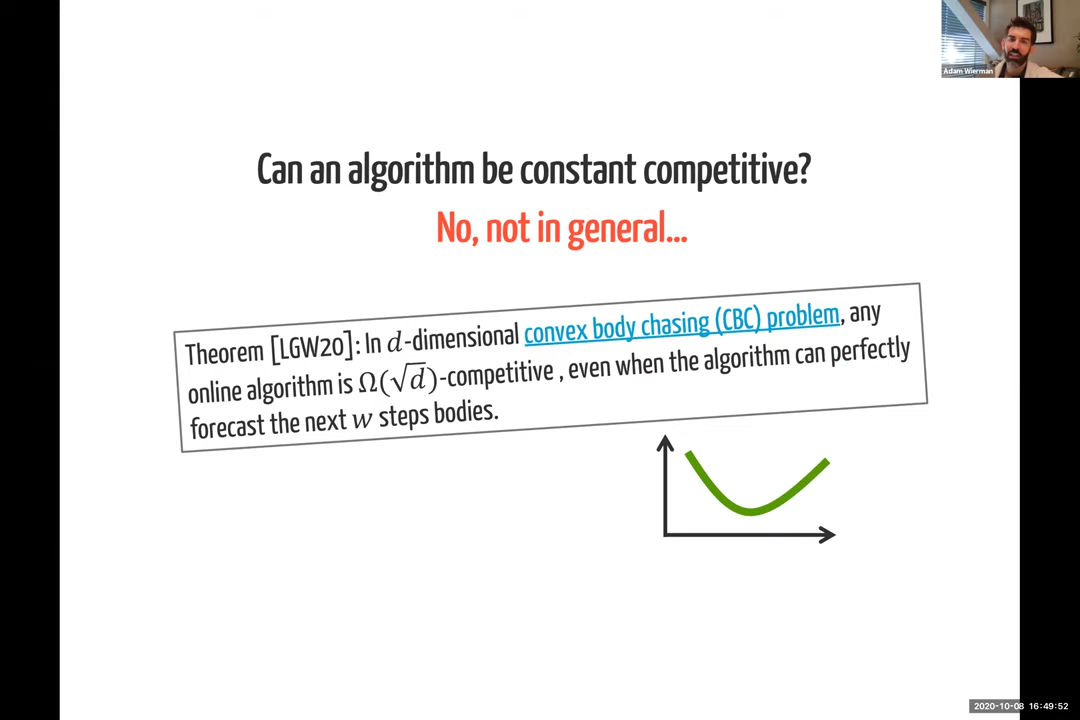 Adam Wierman
Can an algorithm be constant competitive?
No, not in general...
Theorem [LGW20]: In d-dimensional convex body chasing (CBC) problem, any
online algorithm is Ω(√d)-competitive , even when the algorithm can perfectly
forecast the next w steps bodies.
2020-10-08 16:49:52